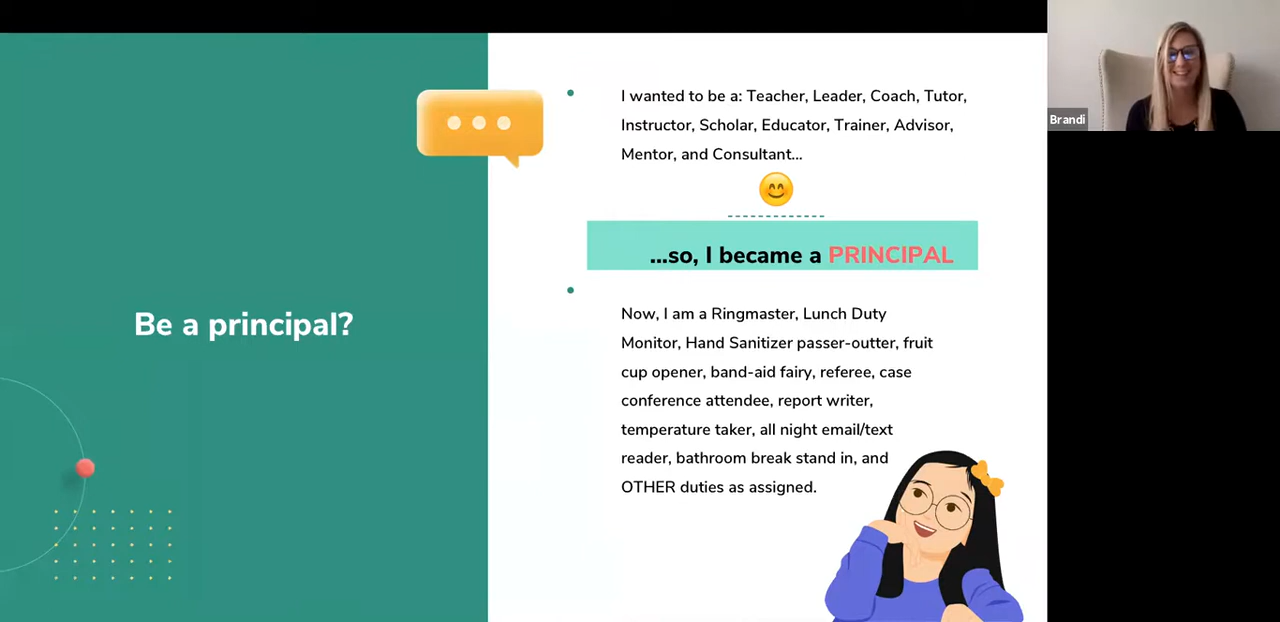 Be a principal?
I wanted to be a: Teacher, Leader, Coach, Tutor,
Instructor, Scholar, Educator, Trainer, Advisor,
Mentor, and Consultant...
...so, I became a PRINCIPAL
Now, I am a Ringmaster, Lunch Duty
Monitor, Hand Sanitizer passer-outter, fruit
cup opener, band-aid fairy, referee, case
conference attendee, report writer,
temperature taker, all night email/text
reader, bathroom break stand in, and
OTHER duties as assigned.
Brandi